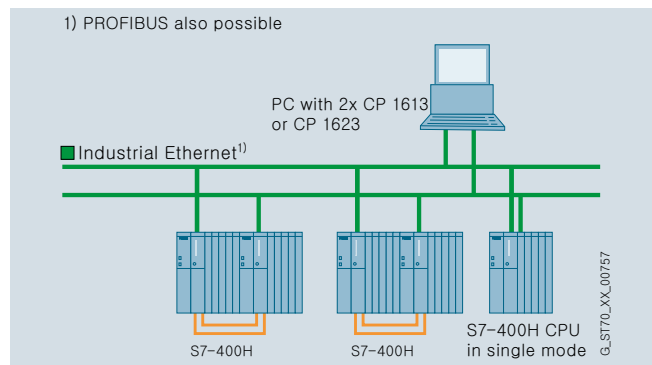 1) PROFIBUS also possible
PC with 2x CP 1613
or CP 1623
Industrial Ethernet1)
S7-400H
S7-400H
S7-400H CPU
in single mode
G_ST70_XX_00757